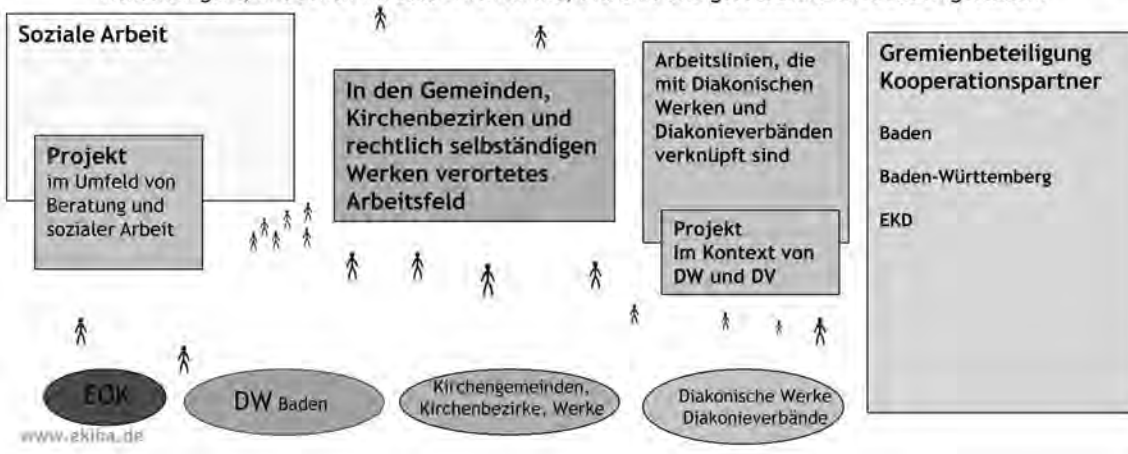 Soziale Arbeit
Projekt
im Umfeld von
Beratung und
sozialer Arbeit
In den Gemeinden,
Kirchenbezirken und
rechtlich selbständigen
Werken verortetes
Arbeitsfeld
Arbeitslinien, die
mit Diakonischen
Werken und
Diakonieverbänden
verknüpft sind
Projekt
Im Kontext von
DW und DV
Gremienbeteiligung
Kooperationspartner
Baden
Baden-Württemberg
EKD
EOK
DW Baden
Kirchengemeinden,
Kirchenbezirke, Werke
Diakonische Werke
Diakonieverbände
www.ekiba.de